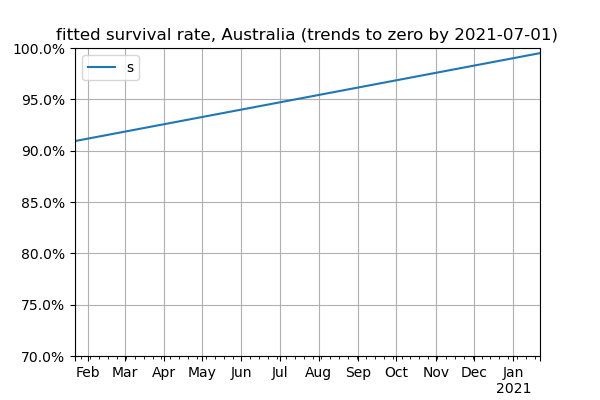 fitted survival rate, Australia (trends to zero by 2021-07-01)
100.0%
95.0%
90.0%
85.0%
80.0%
75.0%
70.0%
s
Feb Mar Apr May Jun Jul Aug Sep Oct Nov Dec Jan
2021